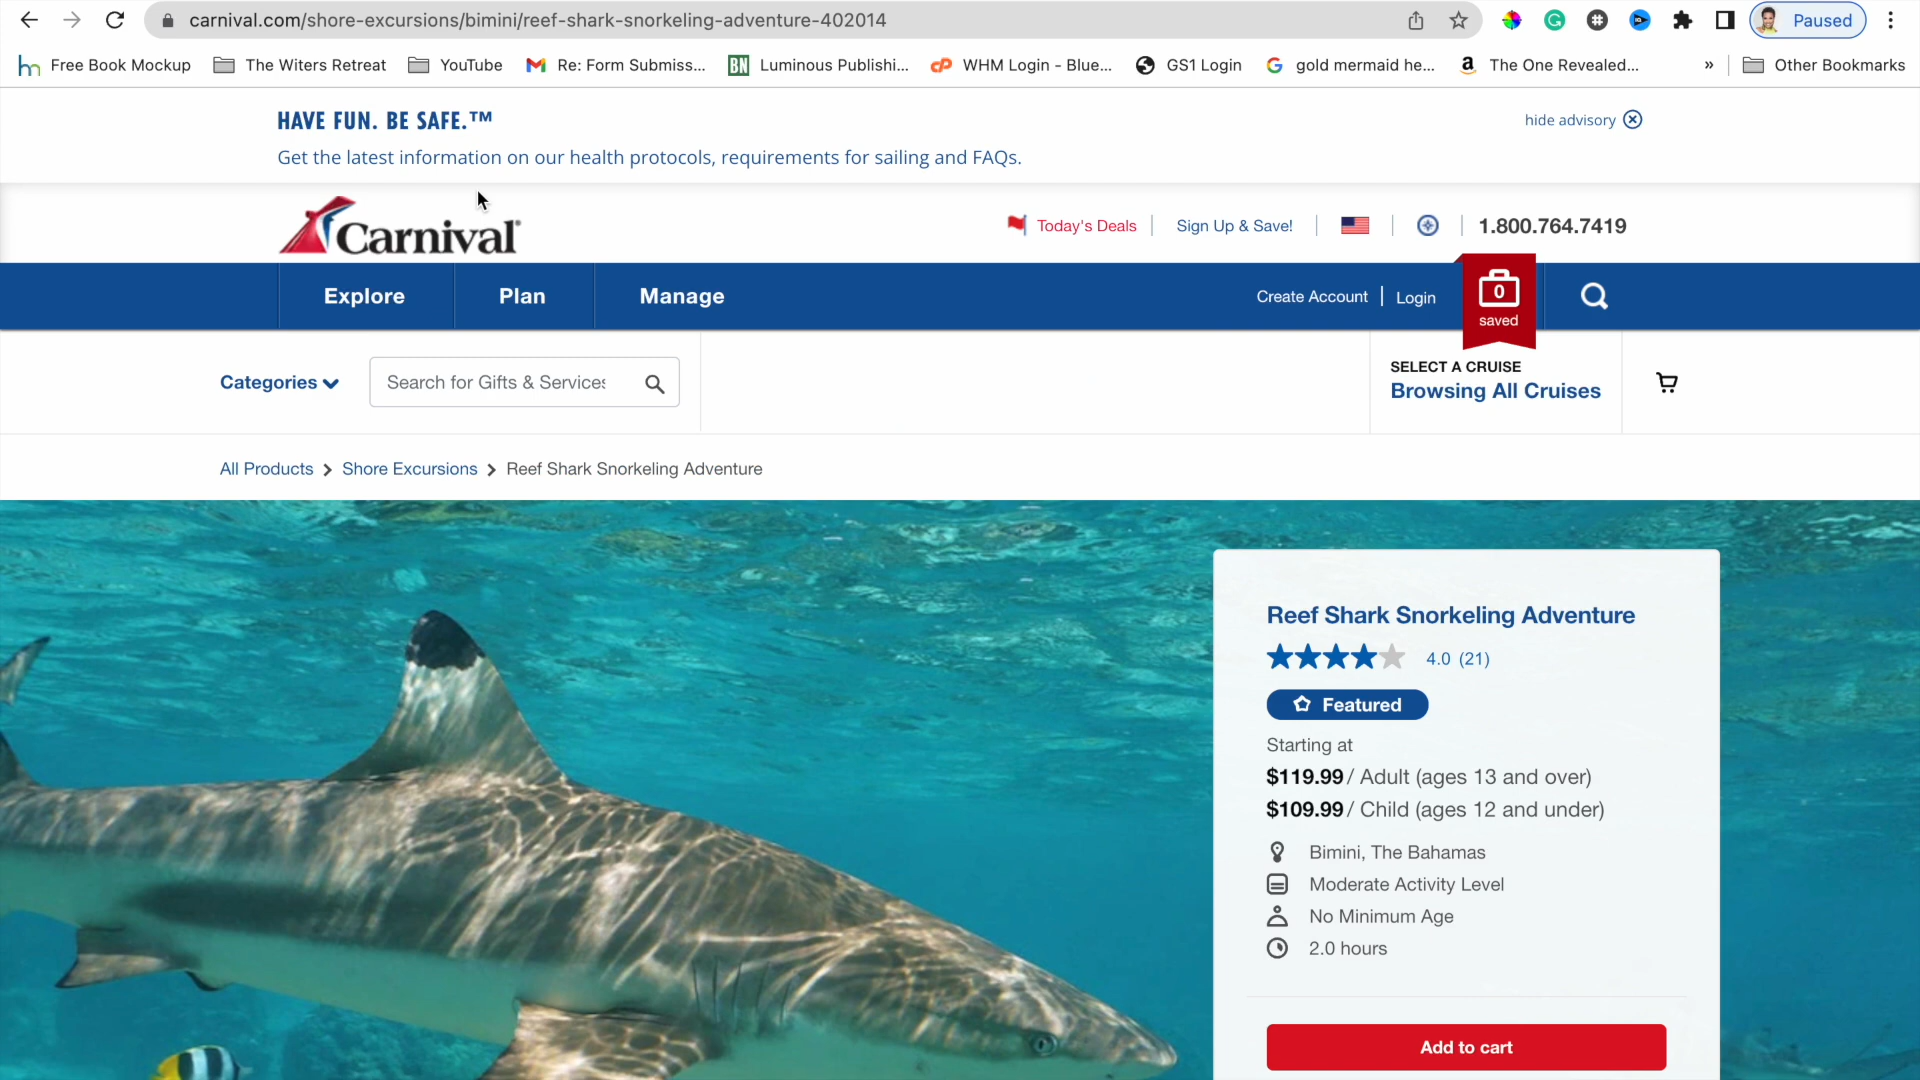 carnival.com/shore-excursions/bimini/reef-shark-snorkeling-adventure-402014
Paused
Free Book Mockup
The Witers Retreat
YouTube
Re: Form Submiss...
BN
Luminous Publishi...
cP
WHM Login - Blue...
GS1 Login
gold mermaid he...
The One Revealed...
»
Other Bookmarks
HAVE FUN. BE SAFE.™
hide advisory
Get the latest information on our health protocols, requirements for sailing and FAQs.
Carnival®
Today's Deals
Sign Up & Save!
1.800.764.7419
Explore
Plan
Manage
Create Account
Login
0
saved
Categories
Search for Gifts & Services
SELECT A CRUISE
Browsing All Cruises
All Products > Shore Excursions > Reef Shark Snorkeling Adventure
Reef Shark Snorkeling Adventure
4.0 (21)
Featured
Starting at
$119.99 / Adult (ages 13 and over)
$109.99 / Child (ages 12 and under)
Bimini, The Bahamas
Moderate Activity Level
No Minimum Age
2.0 hours
Add to cart